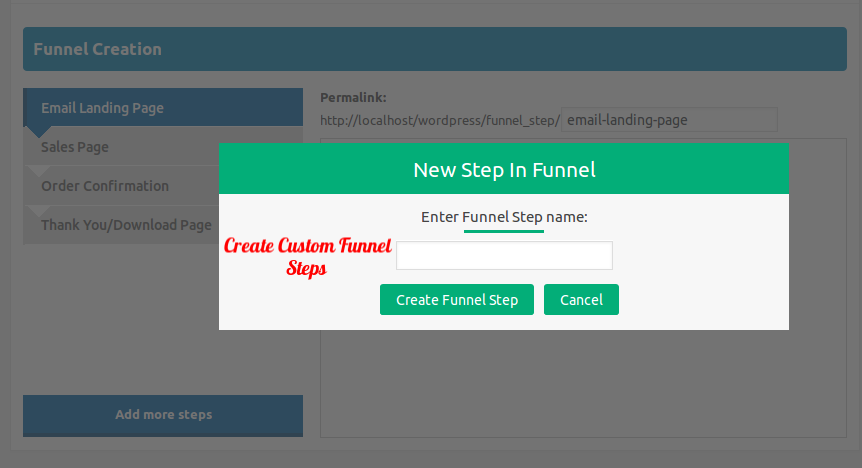 Funnel Creation
Email Landing Page
Sales Page
Order Confirmation
Thank You/Download Page
Add more steps
Permalink:
http://localhost/wordpress/funnel_step/ email-landing-page
New Step In Funnel
Enter Funnel Step name:
Create Custom Funnel
Steps
Create Funnel Step
Cancel